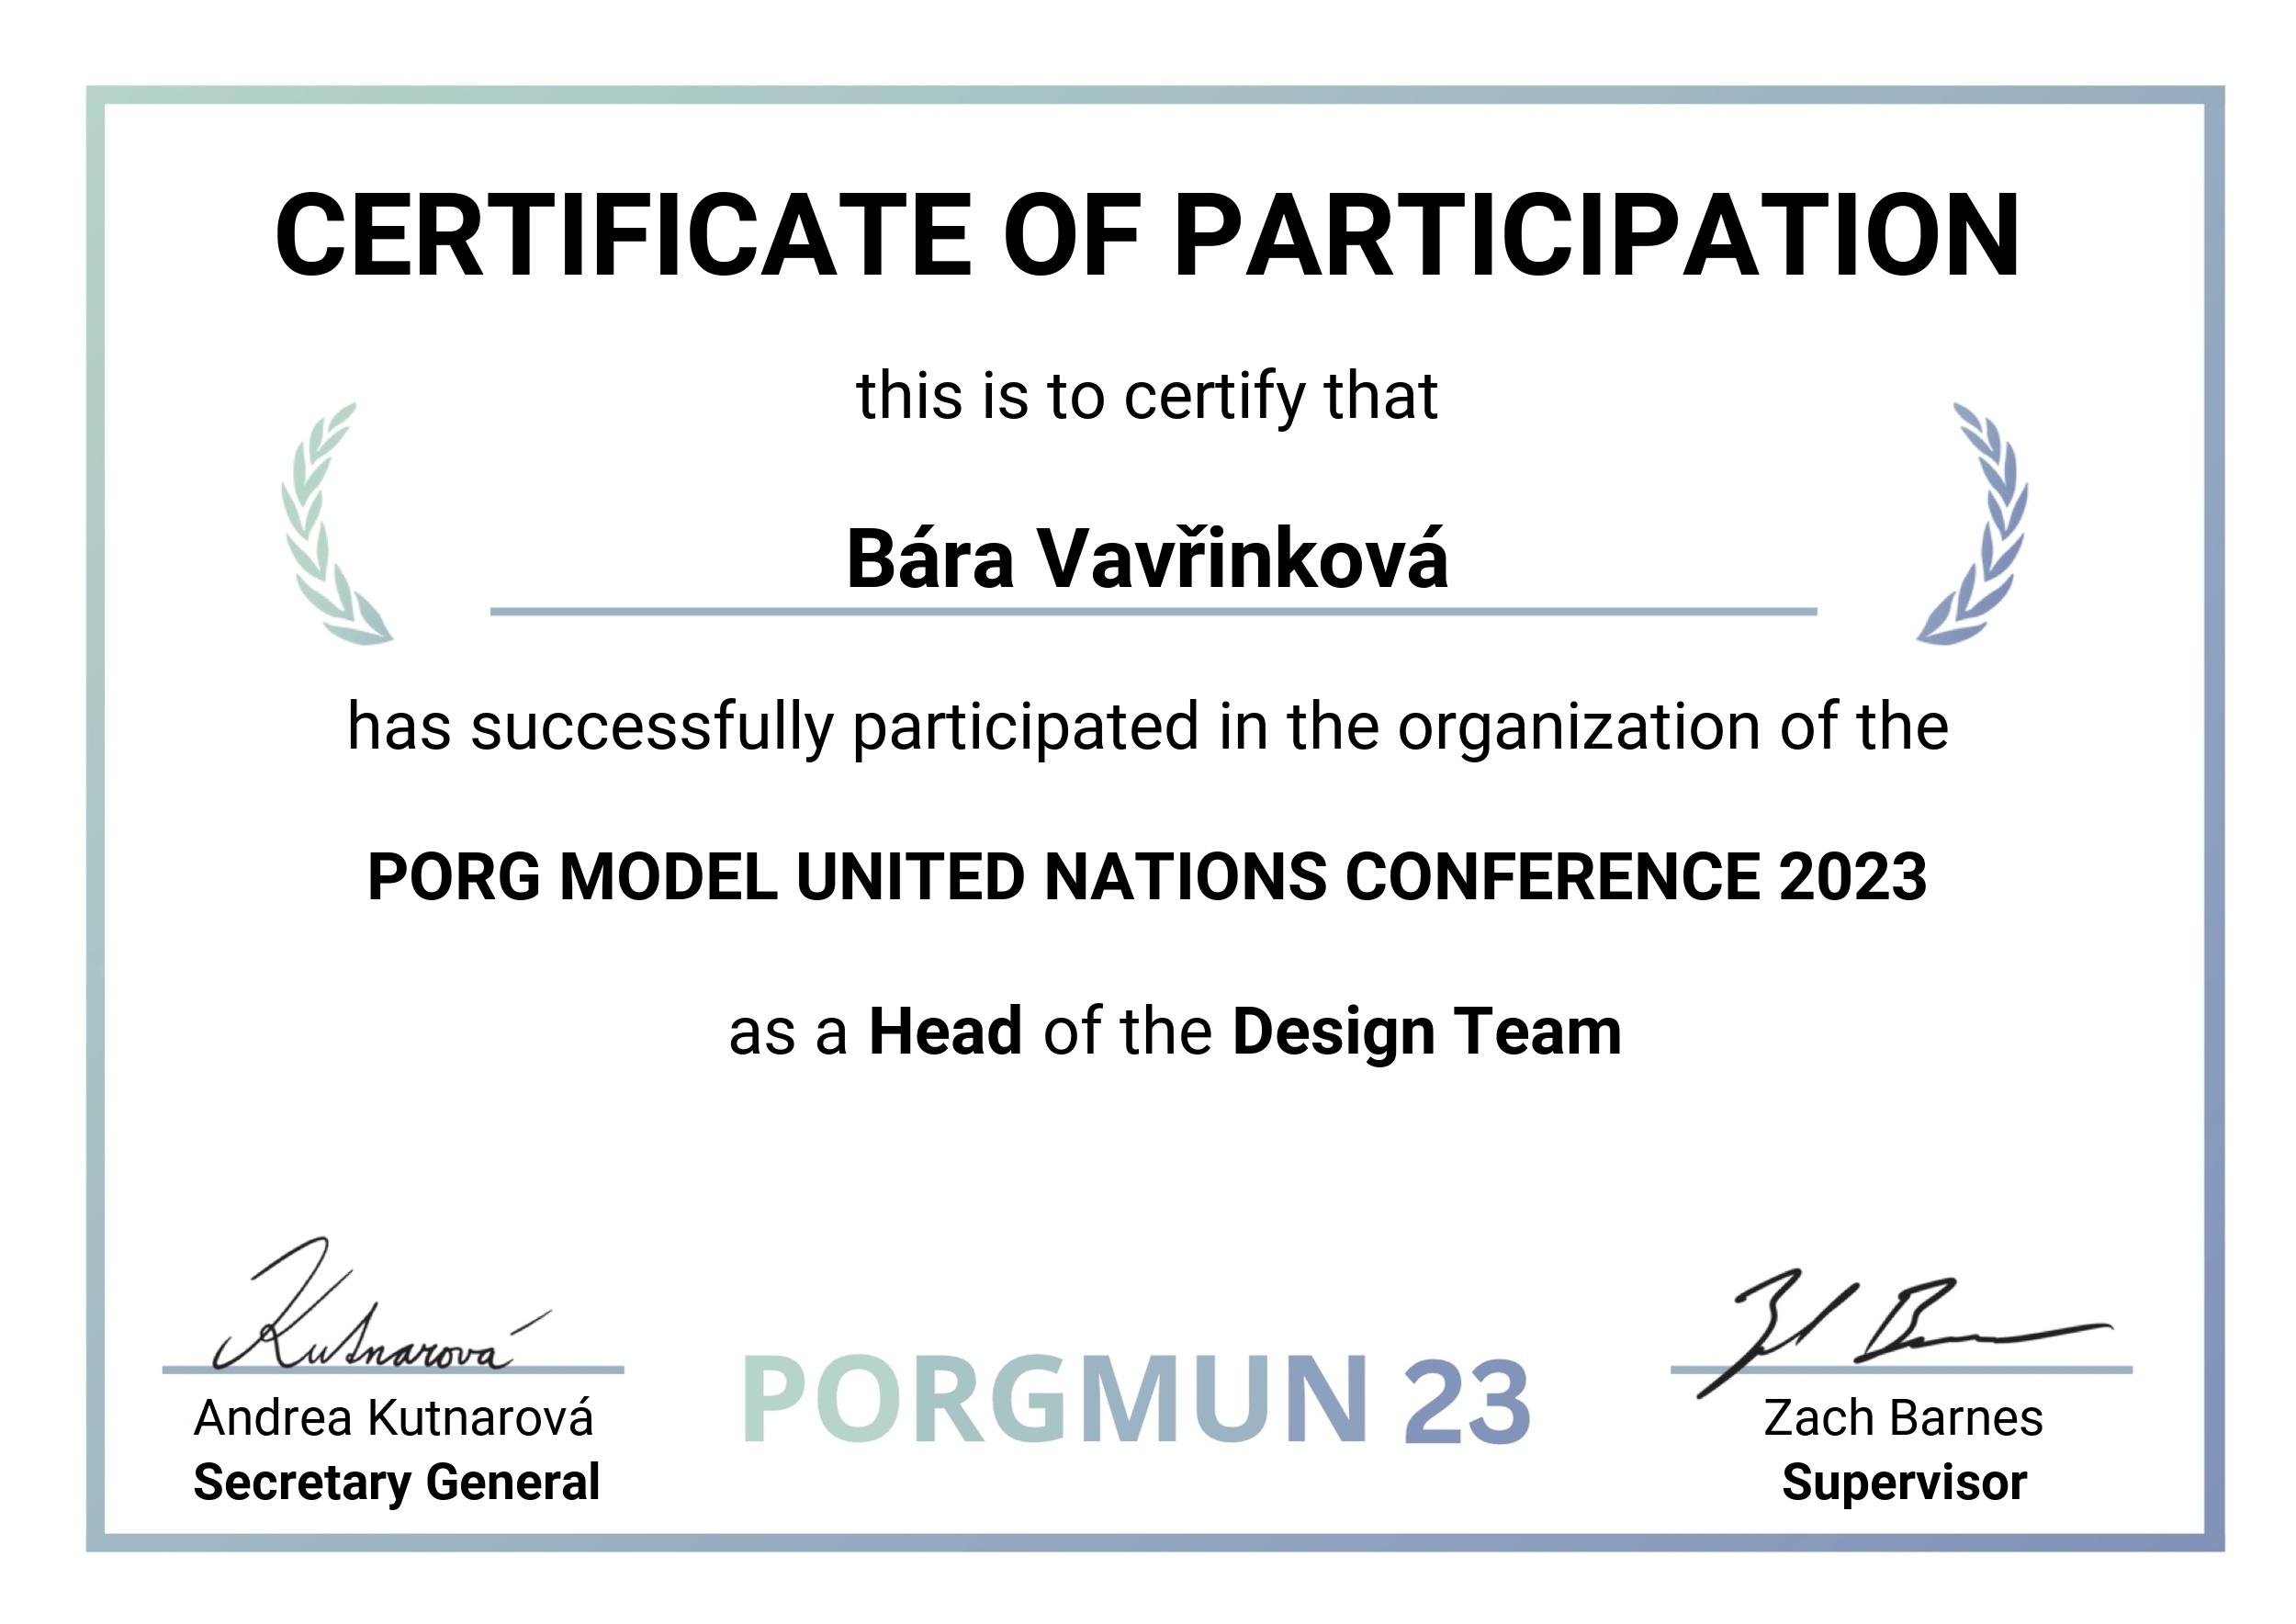 CERTIFICATE OF PARTICIPATION
this is to certify that
Bára Vavřinková
has successfully participated in the organization of the
PORG MODEL UNITED NATIONS CONFERENCE 2023
as a Head of the Design Team
Kutnarová
Andrea Kutnarová
Secretary General
PORGMUN 23
Zach Barnes
Supervisor